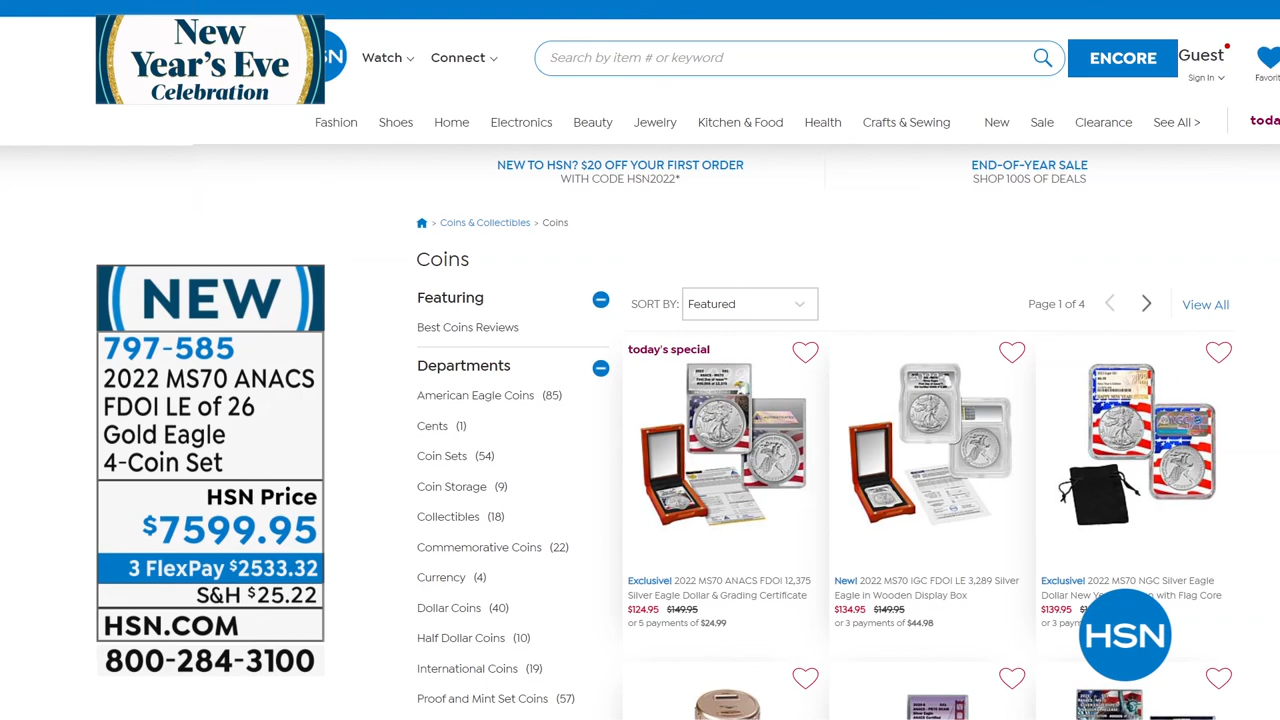 New
Year's Eve
Celebration
SN
Watch
Connect
Search by item # or keyword
ENCORE
Guest
Sign In
Favorit
Fashion
Shoes
Home
Electronics
Beauty
Jewelry
Kitchen & Food
Health
Crafts & Sewing
New
Sale
Clearance
See All >
toda
NEW TO HSN? $20 OFF YOUR FIRST ORDER
WITH CODE HSN2022*
END-OF-YEAR SALE
SHOP 100S OF DEALS
> Coins & Collectibles > Coins
NEW
797-585
2022 MS70 ANACS
FDOI LE of 26
Gold Eagle
4-Coin Set
HSN Price
$7599.95
3 FlexPay $2533.32
S&H $25.22
HSN.COM
800-284-3100
Coins
Featuring
Best Coins Reviews
Departments
American Eagle Coins (85)
Cents (1)
Coin Sets (54)
Coin Storage (9)
Collectibles (18)
Commemorative Coins (22)
Currency (4)
Dollar Coins (40)
Half Dollar Coins (10)
International Coins (19)
Proof and Mint Set Coins (57)
SORT BY: Featured
Page 1 of 4
View All
today's special
Exclusive! 2022 MS70 ANACS FDOI 12,375
Silver Eagle Dollar & Grading Certificate
$124.95 $149.95
or 5 payments of $24.99
New! 2022 MS70 IGC FDOI LE 3,289 Silver
Eagle in Wooden Display Box
$134.95 $149.95
or 3 payments of $44.98
Exclusive! 2022 MS70 NGC Silver Eagle
Dollar New with Flag Core
$139.95
or 3 paym
HSN